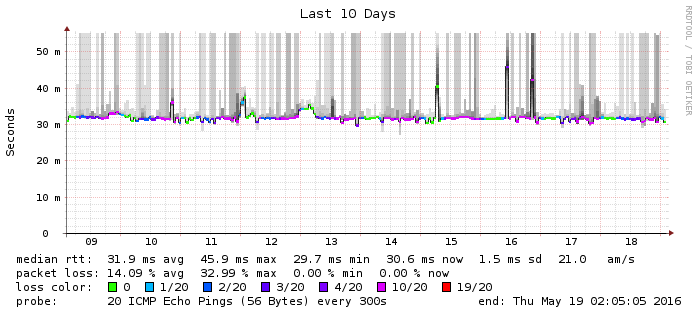 Last 10 Days
RRDTOOL / TOBI OETIKER
Seconds
50 m
40 m
30 m
20 m
10 m
0
09 10 11 12 13 14 15 16 17 18
median rtt: 31.9 ms avg 45.9 ms max 29.7 ms min 30.6 ms now 1.5 ms sd 21.0 am/s
packet loss: 14.09 % avg 32.99 % max 0.00 % min 0.00 % now
loss color: 0 1/20 2/20 3/20 4/20 10/20 19/20
probe: 20 ICMP Echo Pings (56 Bytes) every 300s end: Thu May 19 02:05:05 2016